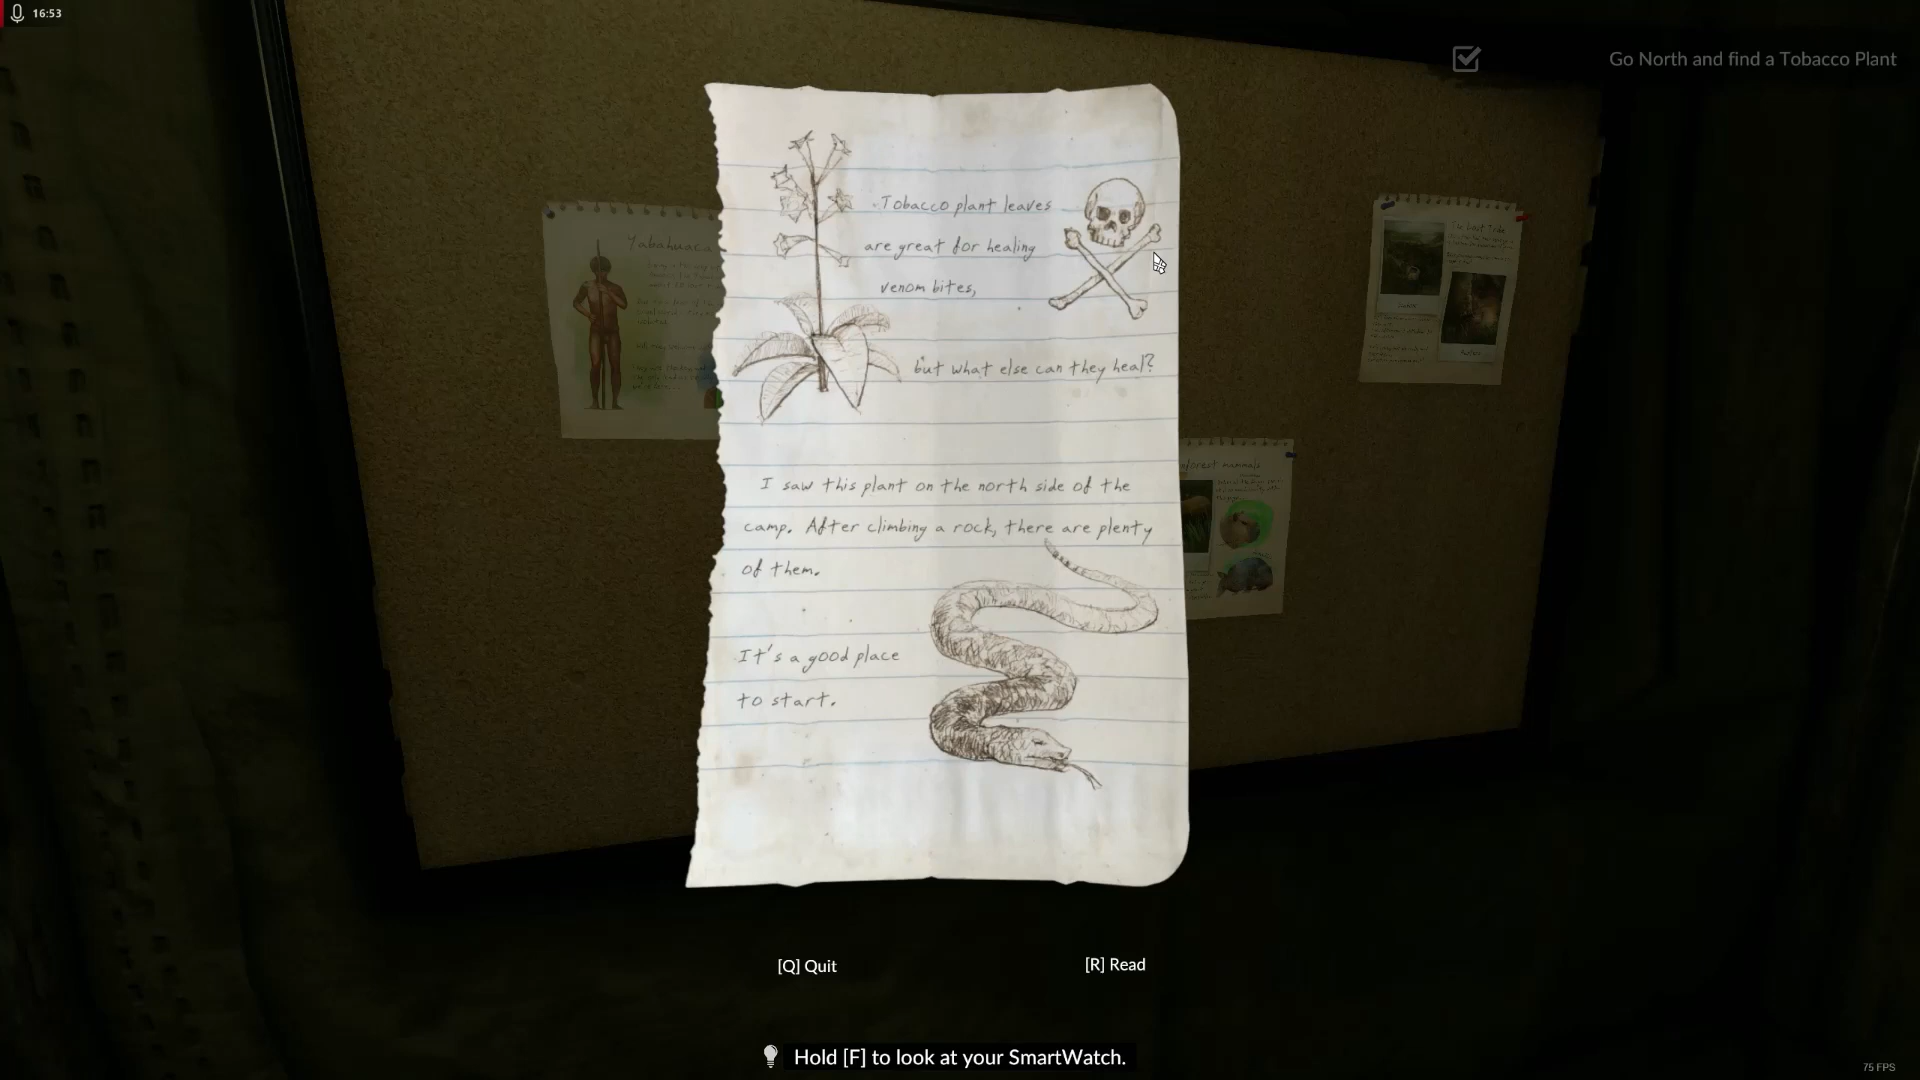 16:53
Go North and find a Tobacco Plant
Yabahuaca
Tobacco plant leaves
are great for healing
venom bites,
but what else can they heal?
I saw this plant on the north side of the
camp. After climbing a rock, there are plenty
of them.
It's a good place
to start.
[Q] Quit
[R] Read
Hold [F] to look at your SmartWatch.
75 FPS